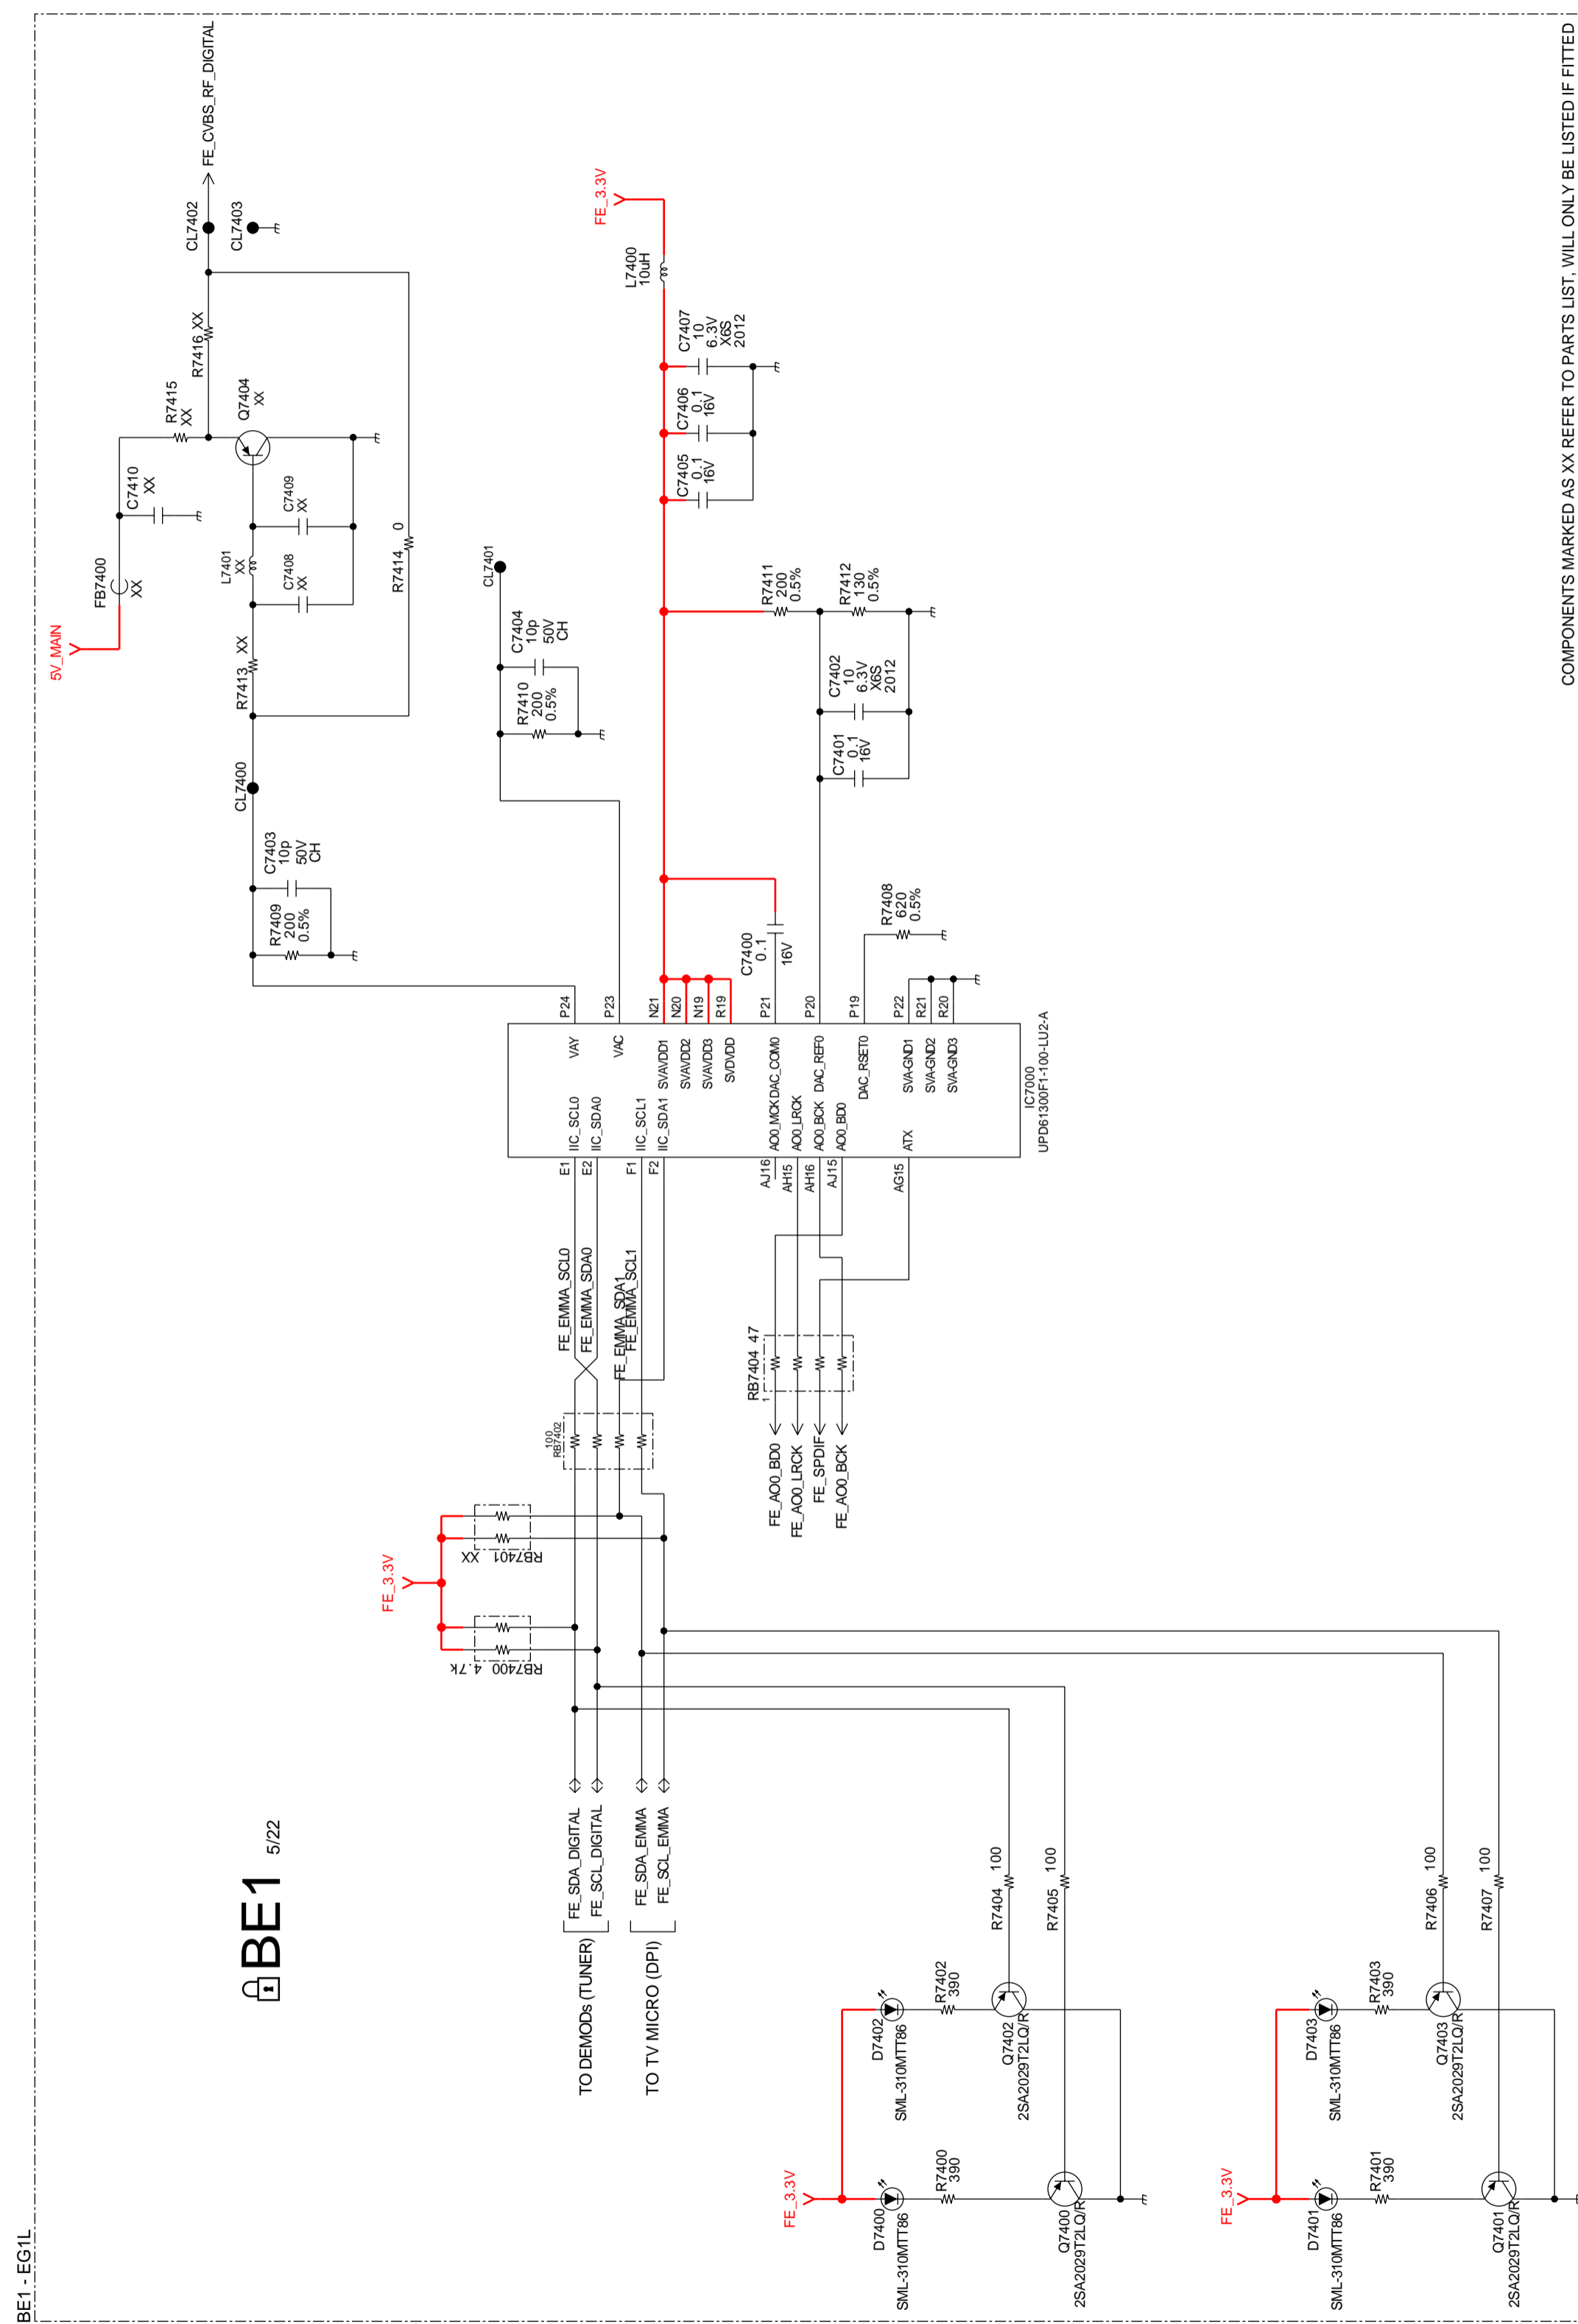 BE1 - EG1L
BE1 5/22
5V_MAIN
FB7400
XX
C7410
XX
R7415
XX
R7416 XX
Q7404
XX
CL7402
CL7403
FE_CVBS_RF_DIGITAL
R7413 XX
L7401
XX
C7408
XX
C7409
XX
R7414 0
CL7400
C7403
10p
50V
CH
R7409
200
0.5%
CL7401
C7404
10p
50V
CH
R7410
200
0.5%
FE_3.3V
L7400
10uH
C7407
10
6.3V
X6S
2012
C7406
0.1
16V
C7405
0.1
16V
R7411
200
0.5%
R7412
130
0.5%
C7402
10
6.3V
X6S
2012
C7401
0.1
16V
C7400
0.1
16V
R7408
620
0.5%
P24
P23
N21
N20
N19
R19
P21
P20
P19
P22
R21
R20
VAY
VAC
SVAVDD1
SVAVDD2
SVAVDD3
SVDVDD
DAC_COM0
DAC_REF0
DAC_RSET0
SVA-GND1
SVA-GND2
SVA-GND3
IIC_SCL0
IIC_SDA0
IIC_SCL1
IIC_SDA1
AO0_MCK
AO0_LRCK
AO0_BCK
AO0_BD0
ATX
IC7000
UPD61300F1-100-LU2-A
E1
E2
F1
F2
AJ16
AH15
AH16
AJ15
AG15
FE_EMMA_SCL0
FE_EMMA_SDA0
FE_EMMA_SDA1
FE_EMMA_SCL1
100
RB7402
RB7404 47
1
FE_AO0_BD0
FE_AO0_LRCK
FE_SPDIF
FE_AO0_BCK
FE_3.3V
RB7401 XX
RB7400 4.7k
FE_SDA_DIGITAL
FE_SCL_DIGITAL
FE_SDA_EMMA
FE_SCL_EMMA
TO DEMODs (TUNER)
TO TV MICRO (DPI)
R7404 100
R7405 100
R7406 100
R7407 100
FE_3.3V
D7402
SML-310MTT86
R7402
390
Q7402
2SA2029T2LQ/R
D7400
SML-310MTT86
R7400
390
Q7400
2SA2029T2LQ/R
FE_3.3V
D7403
SML-310MTT86
R7403
390
Q7403
2SA2029T2LQ/R
D7401
SML-310MTT86
R7401
390
Q7401
2SA2029T2LQ/R
COMPONENTS MARKED AS XX REFER TO PARTS LIST, WILL ONLY BE LISTED IF FITTED